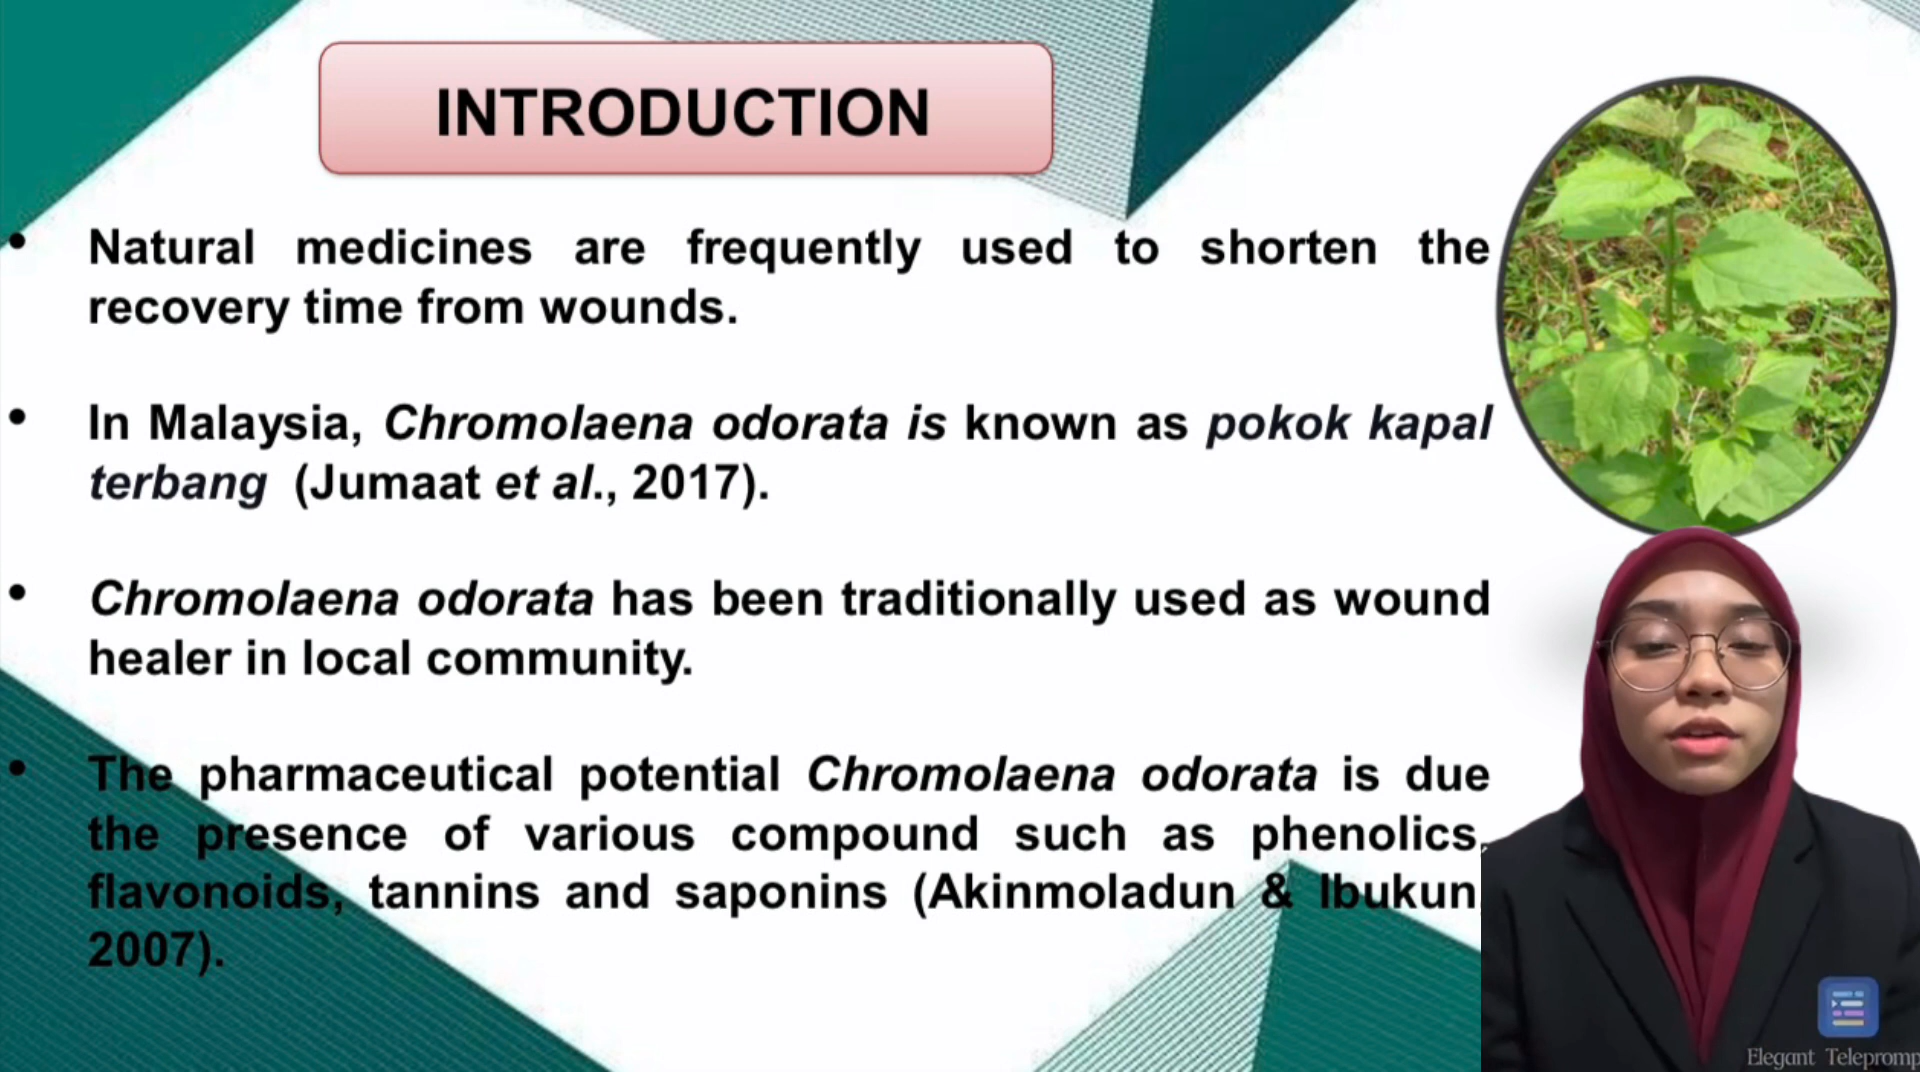 INTRODUCTION
• Natural medicines are frequently used to shorten the
recovery time from wounds.
• In Malaysia, Chromolaena odorata is known as pokok kapal
terbang (Jumaat et al., 2017).
• Chromolaena odorata has been traditionally used as wound
healer in local community.
• The pharmaceutical potential Chromolaena odorata is due
the presence of various compound such as phenolics,
flavonoids, tannins and saponins (Akinmoladun & Ibukun,
2007).
Elegant